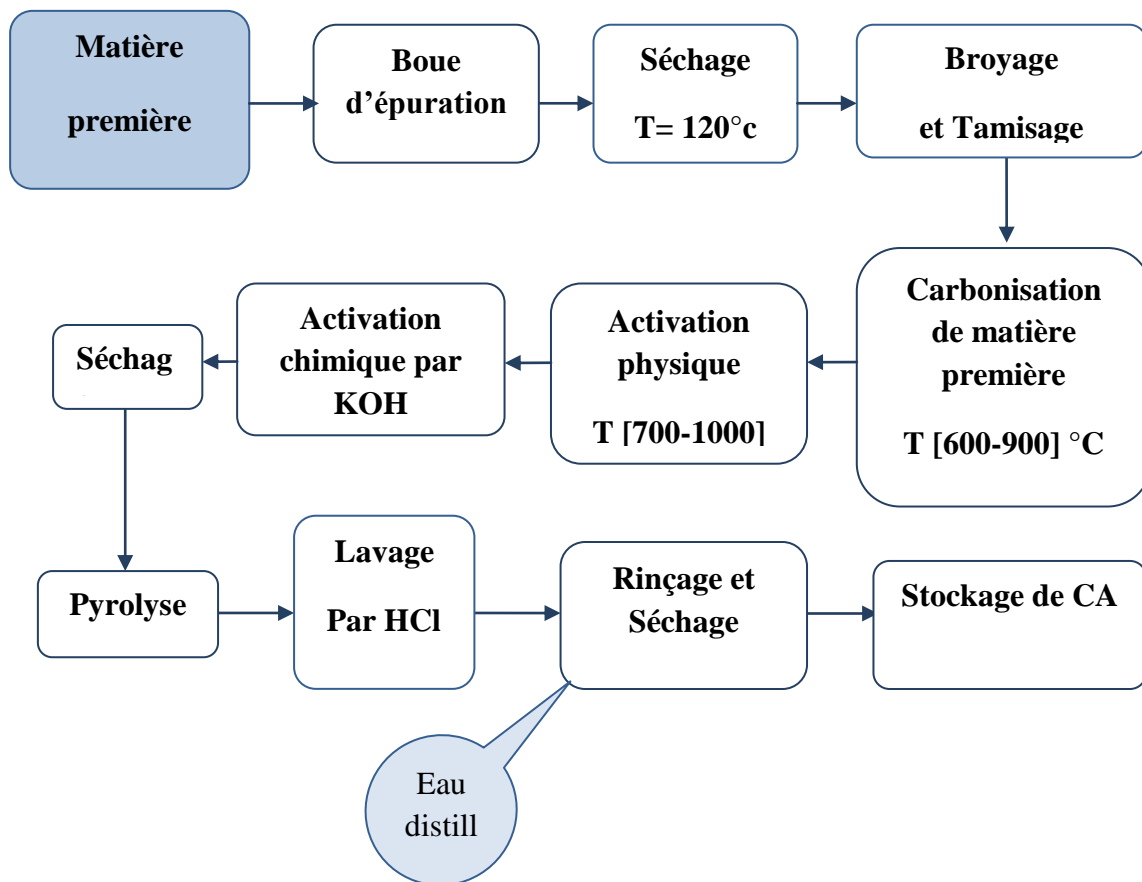 Matière
première
Boue
d'épuration
Séchage
T= 120°c
Broyage
et Tamisage
Carbonisation
de matière
première
T [600-900] °C
Activation
physique
T [700-1000]
Activation
chimique par
KOH
Séchag
Pyrolyse
Lavage
Par HCl
Rinçage et
Séchage
Stockage de CA
Eau
distill